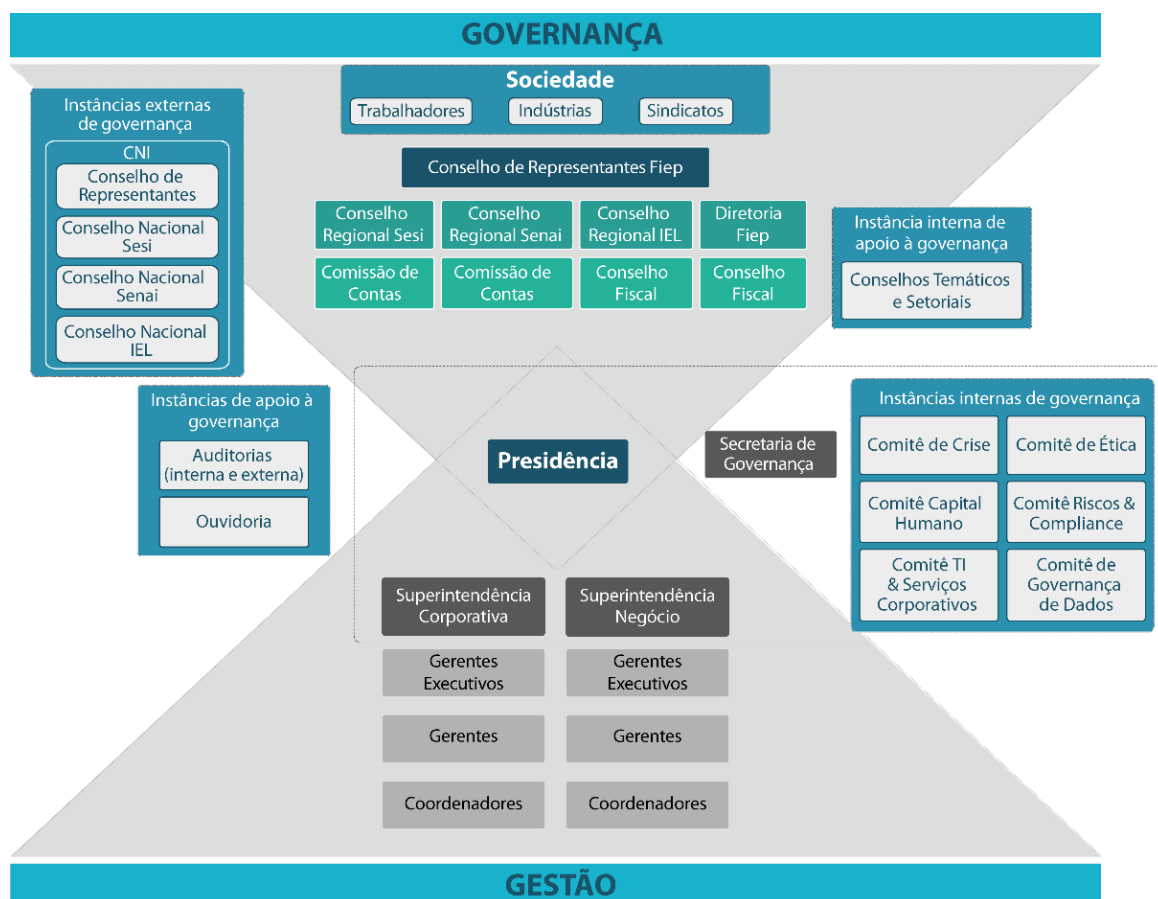 GOVERNANÇA
Sociedade
Trabalhadores
Indústrias
Sindicatos
Instâncias externas
de governança
CNI
Conselho de
Representantes
Conselho Nacional
Sesi
Conselho Nacional
Senai
Conselho Nacional
IEL
Conselho de Representantes Fiep
Conselho
Regional Sesi
Conselho
Regional Senai
Conselho
Regional IEL
Diretoria
Fiep
Comissão de
Contas
Comissão de
Contas
Conselho
Fiscal
Conselho
Fiscal
Instância interna de
apoio à governança
Conselhos Temáticos
e Setoriais
Instâncias de apoio à
governança
Auditorias
(interna e externa)
Ouvidoria
Presidência
Secretaria de
Governança
Instâncias internas de governança
Comitê de Crise
Comitê de Ética
Comitê Capital
Humano
Comitê Riscos &
Compliance
Comitê TI
& Serviços
Corporativos
Comitê de
Governança
de Dados
Superintendência
Corporativa
Superintendência
Negócio
Gerentes
Executivos
Gerentes
Executivos
Gerentes
Gerentes
Coordenadores
Coordenadores
GESTÃO